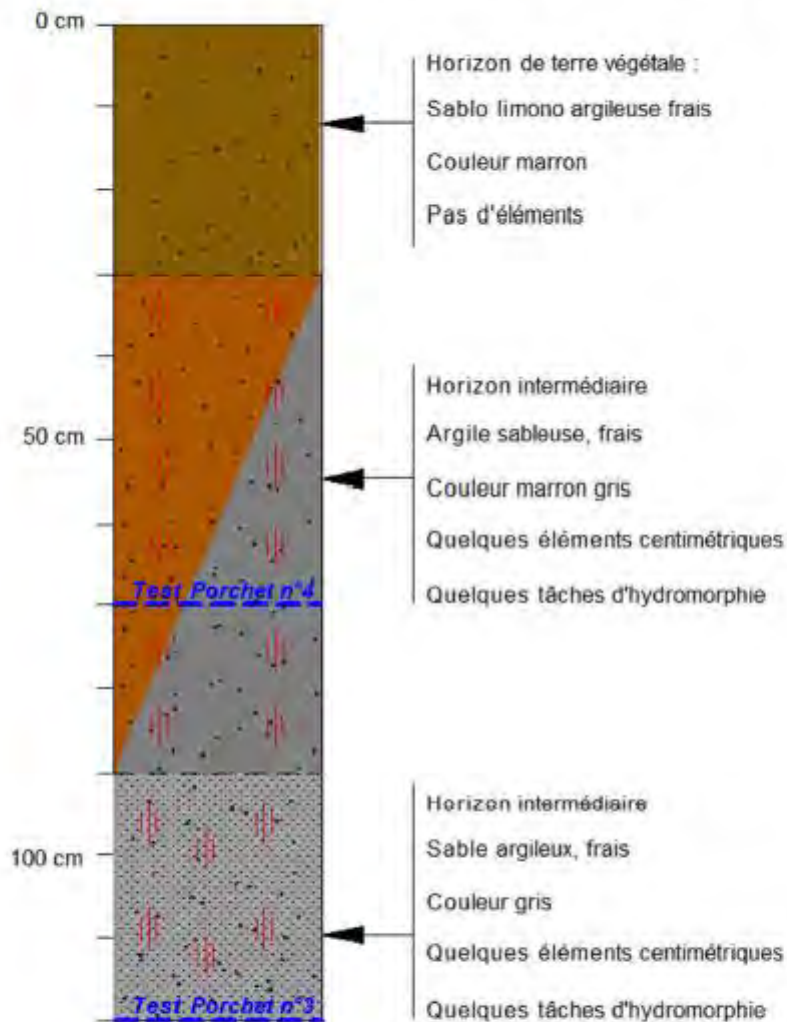 0 cm
Horizon de terre végétale :
Sablo limono argileuse frais
Couleur marron
Pas d'éléments
Horizon intermédiaire
50 cm
Argile sableuse, frais
Couleur marron gris
Quelques éléments centimétriques
Test Porchet n°4
Quelques tâches d'hydromorphie
Horizon intermédiaire
100 cm
Sable argileux, frais
Couleur gris
Quelques éléments centimétriques
Test Porchet n°3
Quelques tâches d'hydromorphie